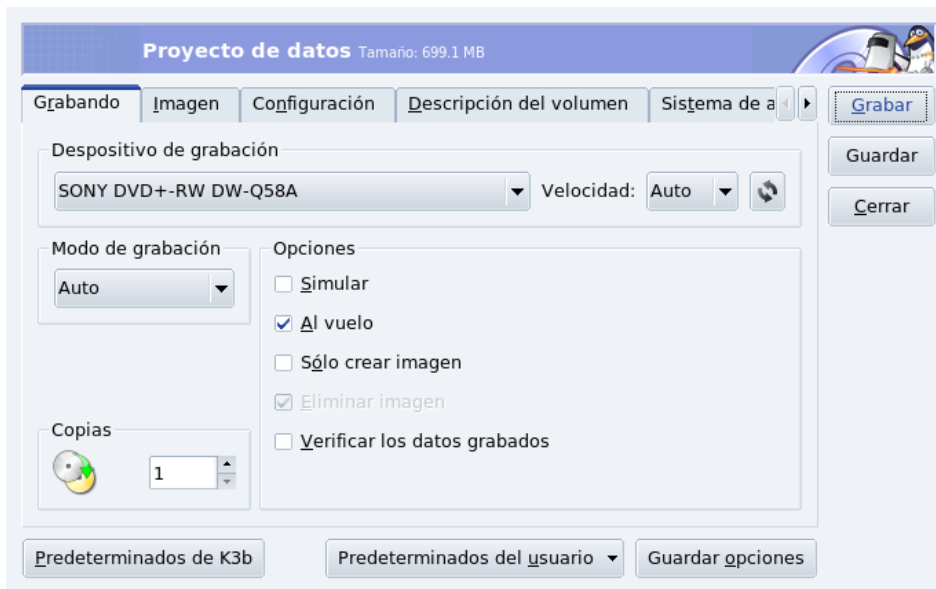 Proyecto de datos Tamaño: 699.1 MB
Grabando Imagen Configuración Descripción del volumen Sistema de a
Grabar
Guardar
Cerrar
Despositivo de grabación
SONY DVD+-RW DW-Q58A Velocidad: Auto
Modo de grabación
Auto
Opciones
Simular
Al vuelo
Sólo crear imagen
Eliminar imagen
Verificar los datos grabados
Copias
1
Predeterminados de K3b Predeterminados del usuario Guardar opciones